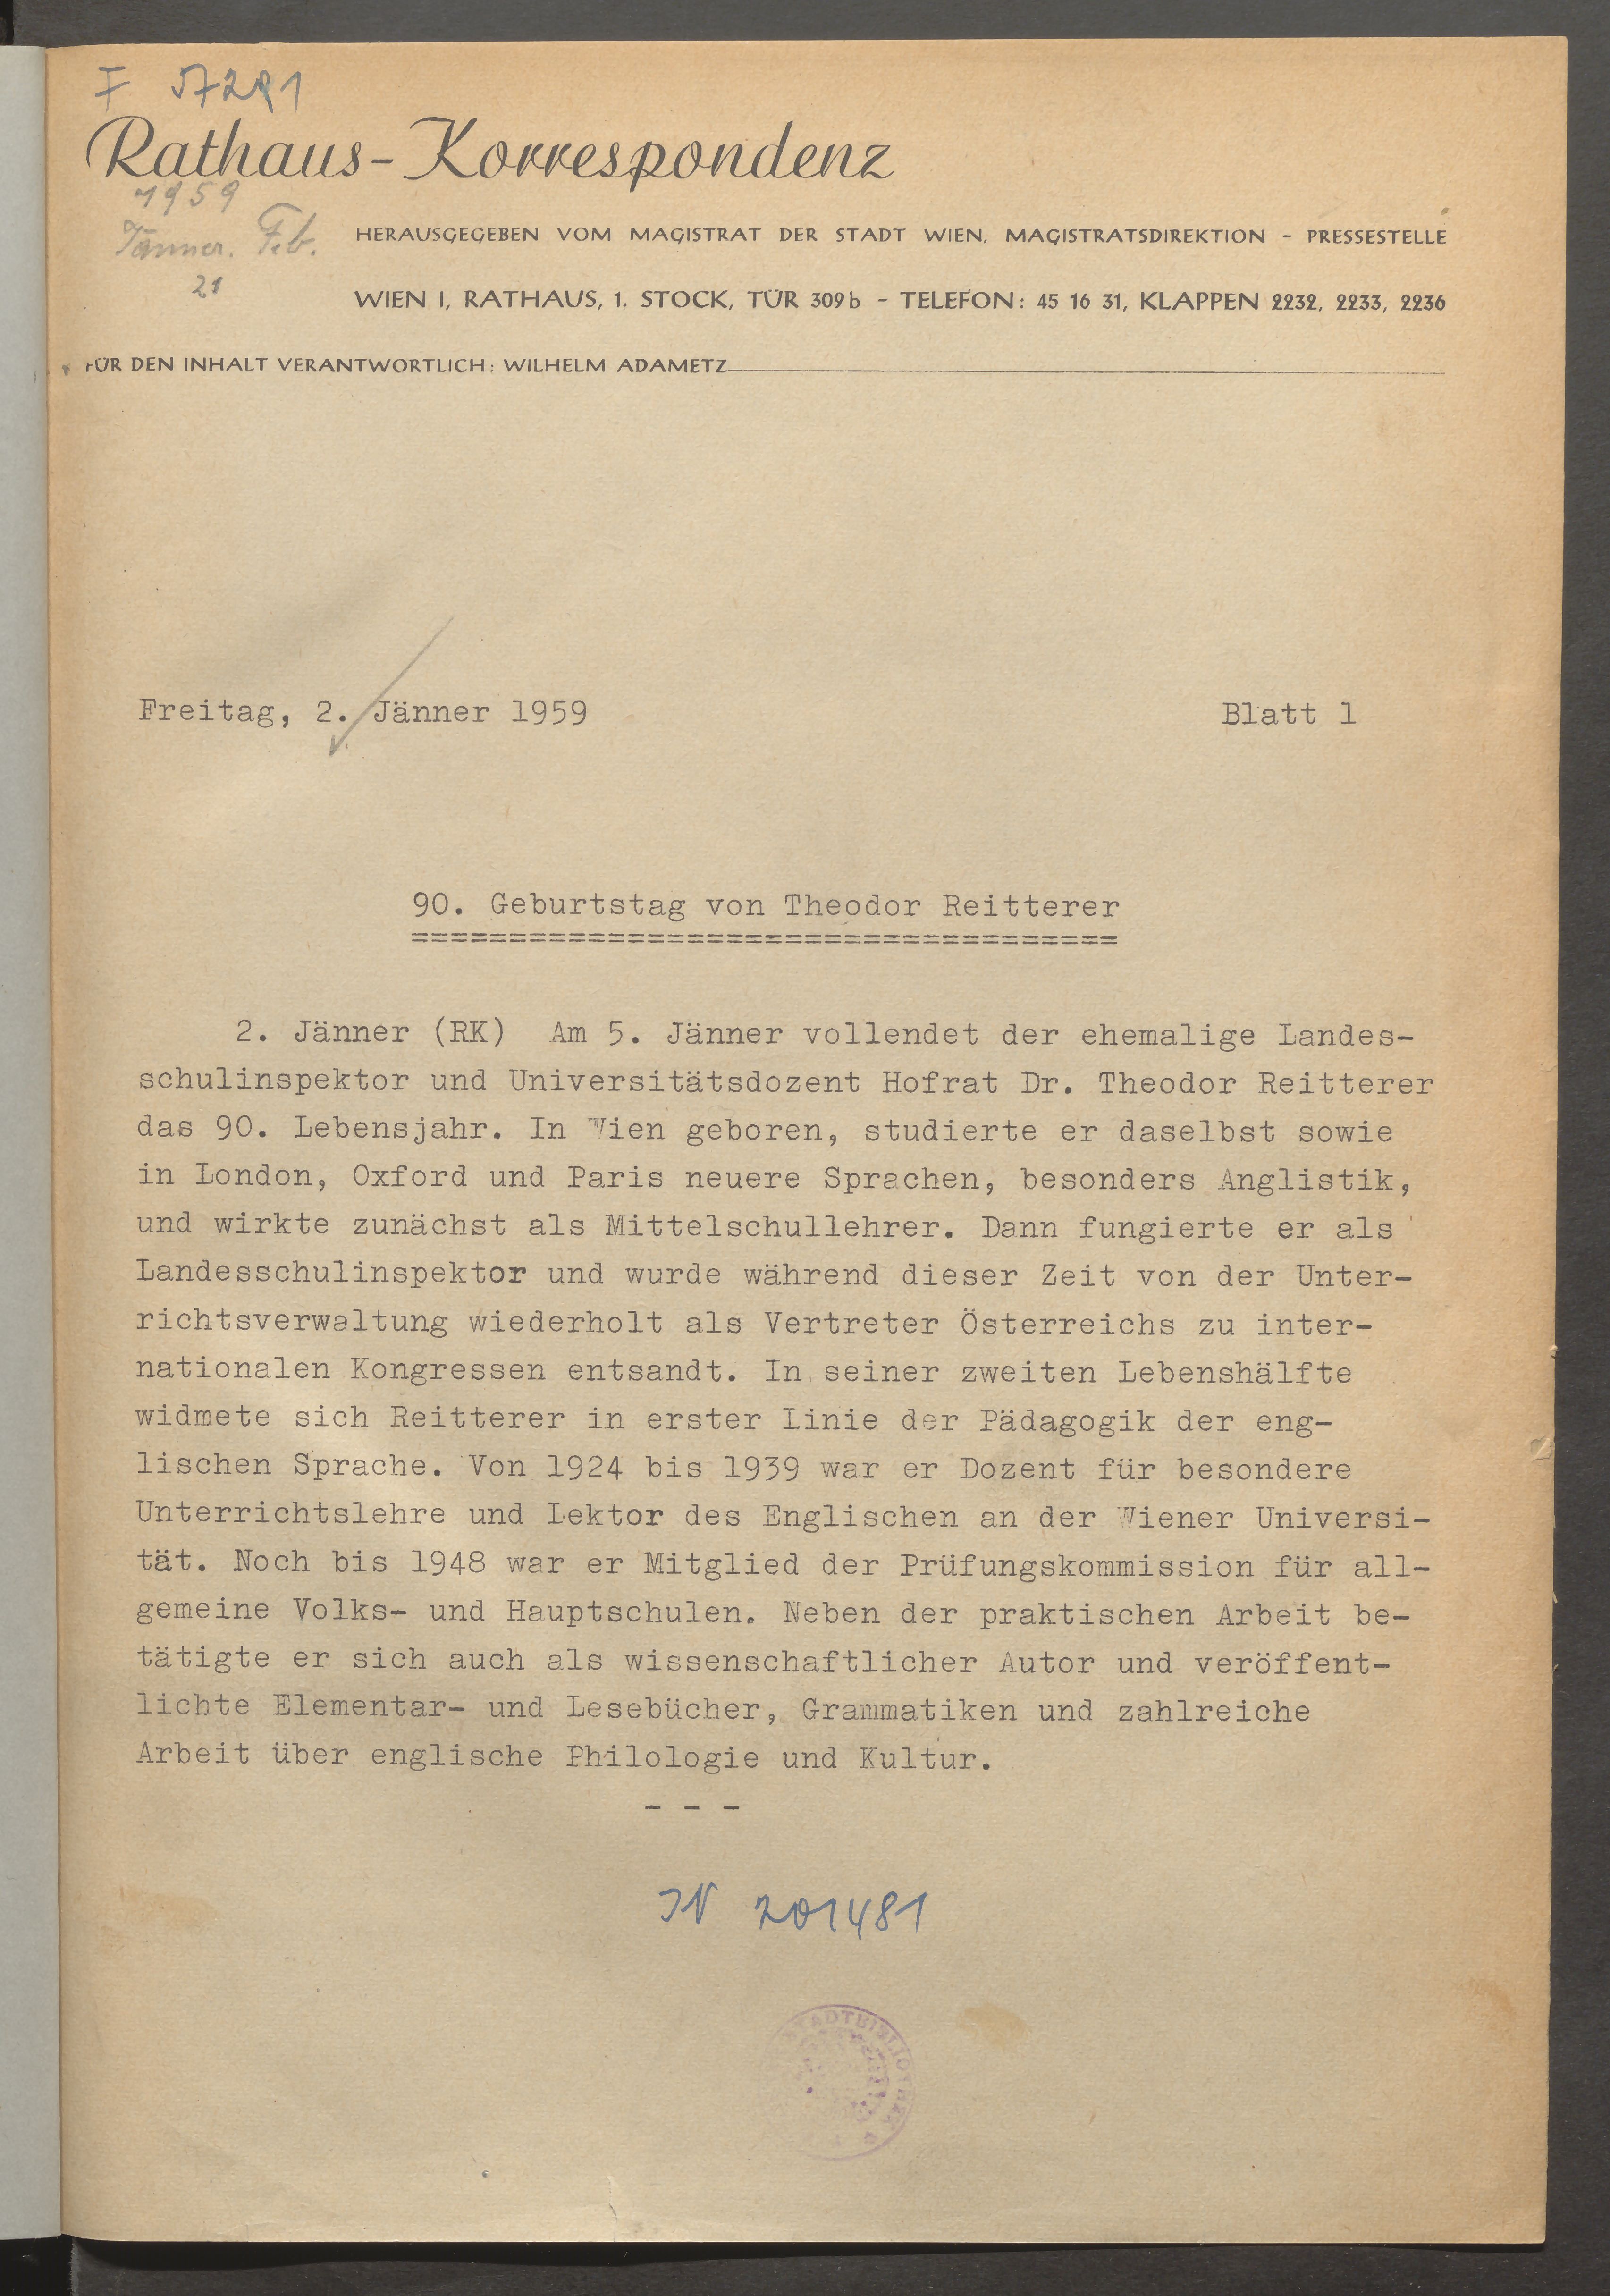 F 57291
Rathaus-Korrespondenz
1959
Jänner. Feb.
HERAUSGEGEBEN VOM MAGISTRAT DER STADT WIEN, MAGISTRATSDIREKTION - PRESSESTELLE
21
WIEN I, RATHAUS, 1. STOCK, TÜR 309b - TELEFON: 45 16 31, KLAPPEN 2232, 2233, 2236
FÜR DEN INHALT VERANTWORTLICH: WILHELM ADAMETZ
Freitag, 2. Jänner 1959 Blatt 1
90. Geburtstag von Theodor Reitterer
====================================
2. Jänner (RK) Am 5. Jänner vollendet der ehemalige Landes-
schulinspektor und Universitätsdozent Hofrat Dr. Theodor Reitterer
das 90. Lebensjahr. In Wien geboren, studierte er daselbst sowie
in London, Oxford und Paris neuere Sprachen, besonders Anglistik,
und wirkte zunächst als Mittelschullehrer. Dann fungierte er als
Landesschulinspektor und wurde während dieser Zeit von der Unter-
richtsverwaltung wiederholt als Vertreter Österreichs zu inter-
nationalen Kongressen entsandt. In seiner zweiten Lebenshälfte
widmete sich Reitterer in erster Linie der Pädagogik der eng-
lischen Sprache. Von 1924 bis 1939 war er Dozent für besondere
Unterrichtslehre und Lektor des Englischen an der Wiener Universi-
tät. Noch bis 1948 war er Mitglied der Prüfungskommission für all-
gemeine Volks- und Hauptschulen. Neben der praktischen Arbeit be-
tätigte er sich auch als wissenschaftlicher Autor und veröffent-
lichte Elementar- und Lesebücher, Grammatiken und zahlreiche
Arbeit über englische Philologie und Kultur.
- - -
IN 201481
STADTBIBLIOTHEK